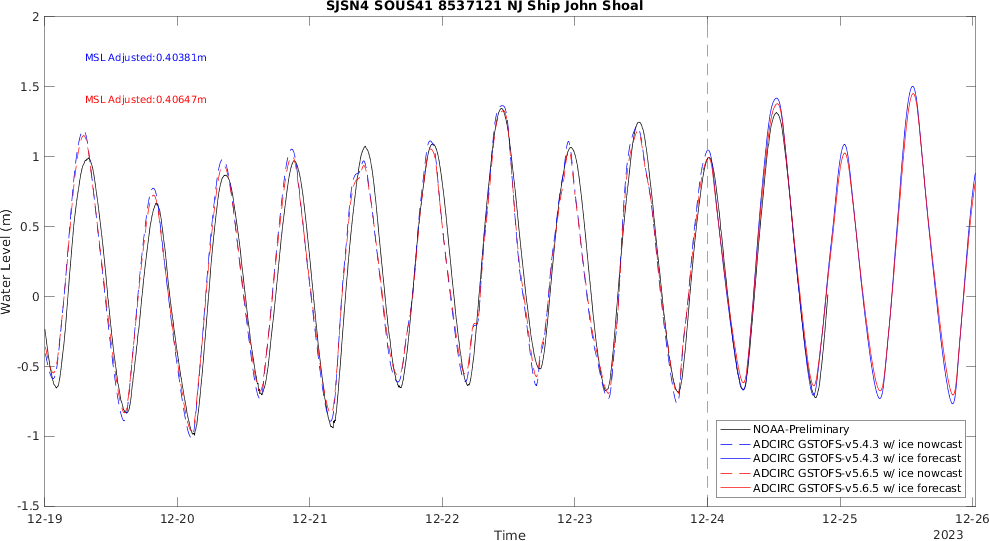 SJSN4 SOUS41 8537121 NJ Ship John Shoal
2
1.5
1
0.5
0
-0.5
-1
-1.5
Water Level (m)
MSL Adjusted:0.40381m
MSL Adjusted:0.40647m
NOAA-Preliminary
ADCIRC GSTOFS-v5.4.3 w/ ice nowcast
ADCIRC GSTOFS-v5.4.3 w/ ice forecast
ADCIRC GSTOFS-v5.6.5 w/ ice nowcast
ADCIRC GSTOFS-v5.6.5 w/ ice forecast
12-19 12-20 12-21 12-22 12-23 12-24 12-25 12-26
Time
2023